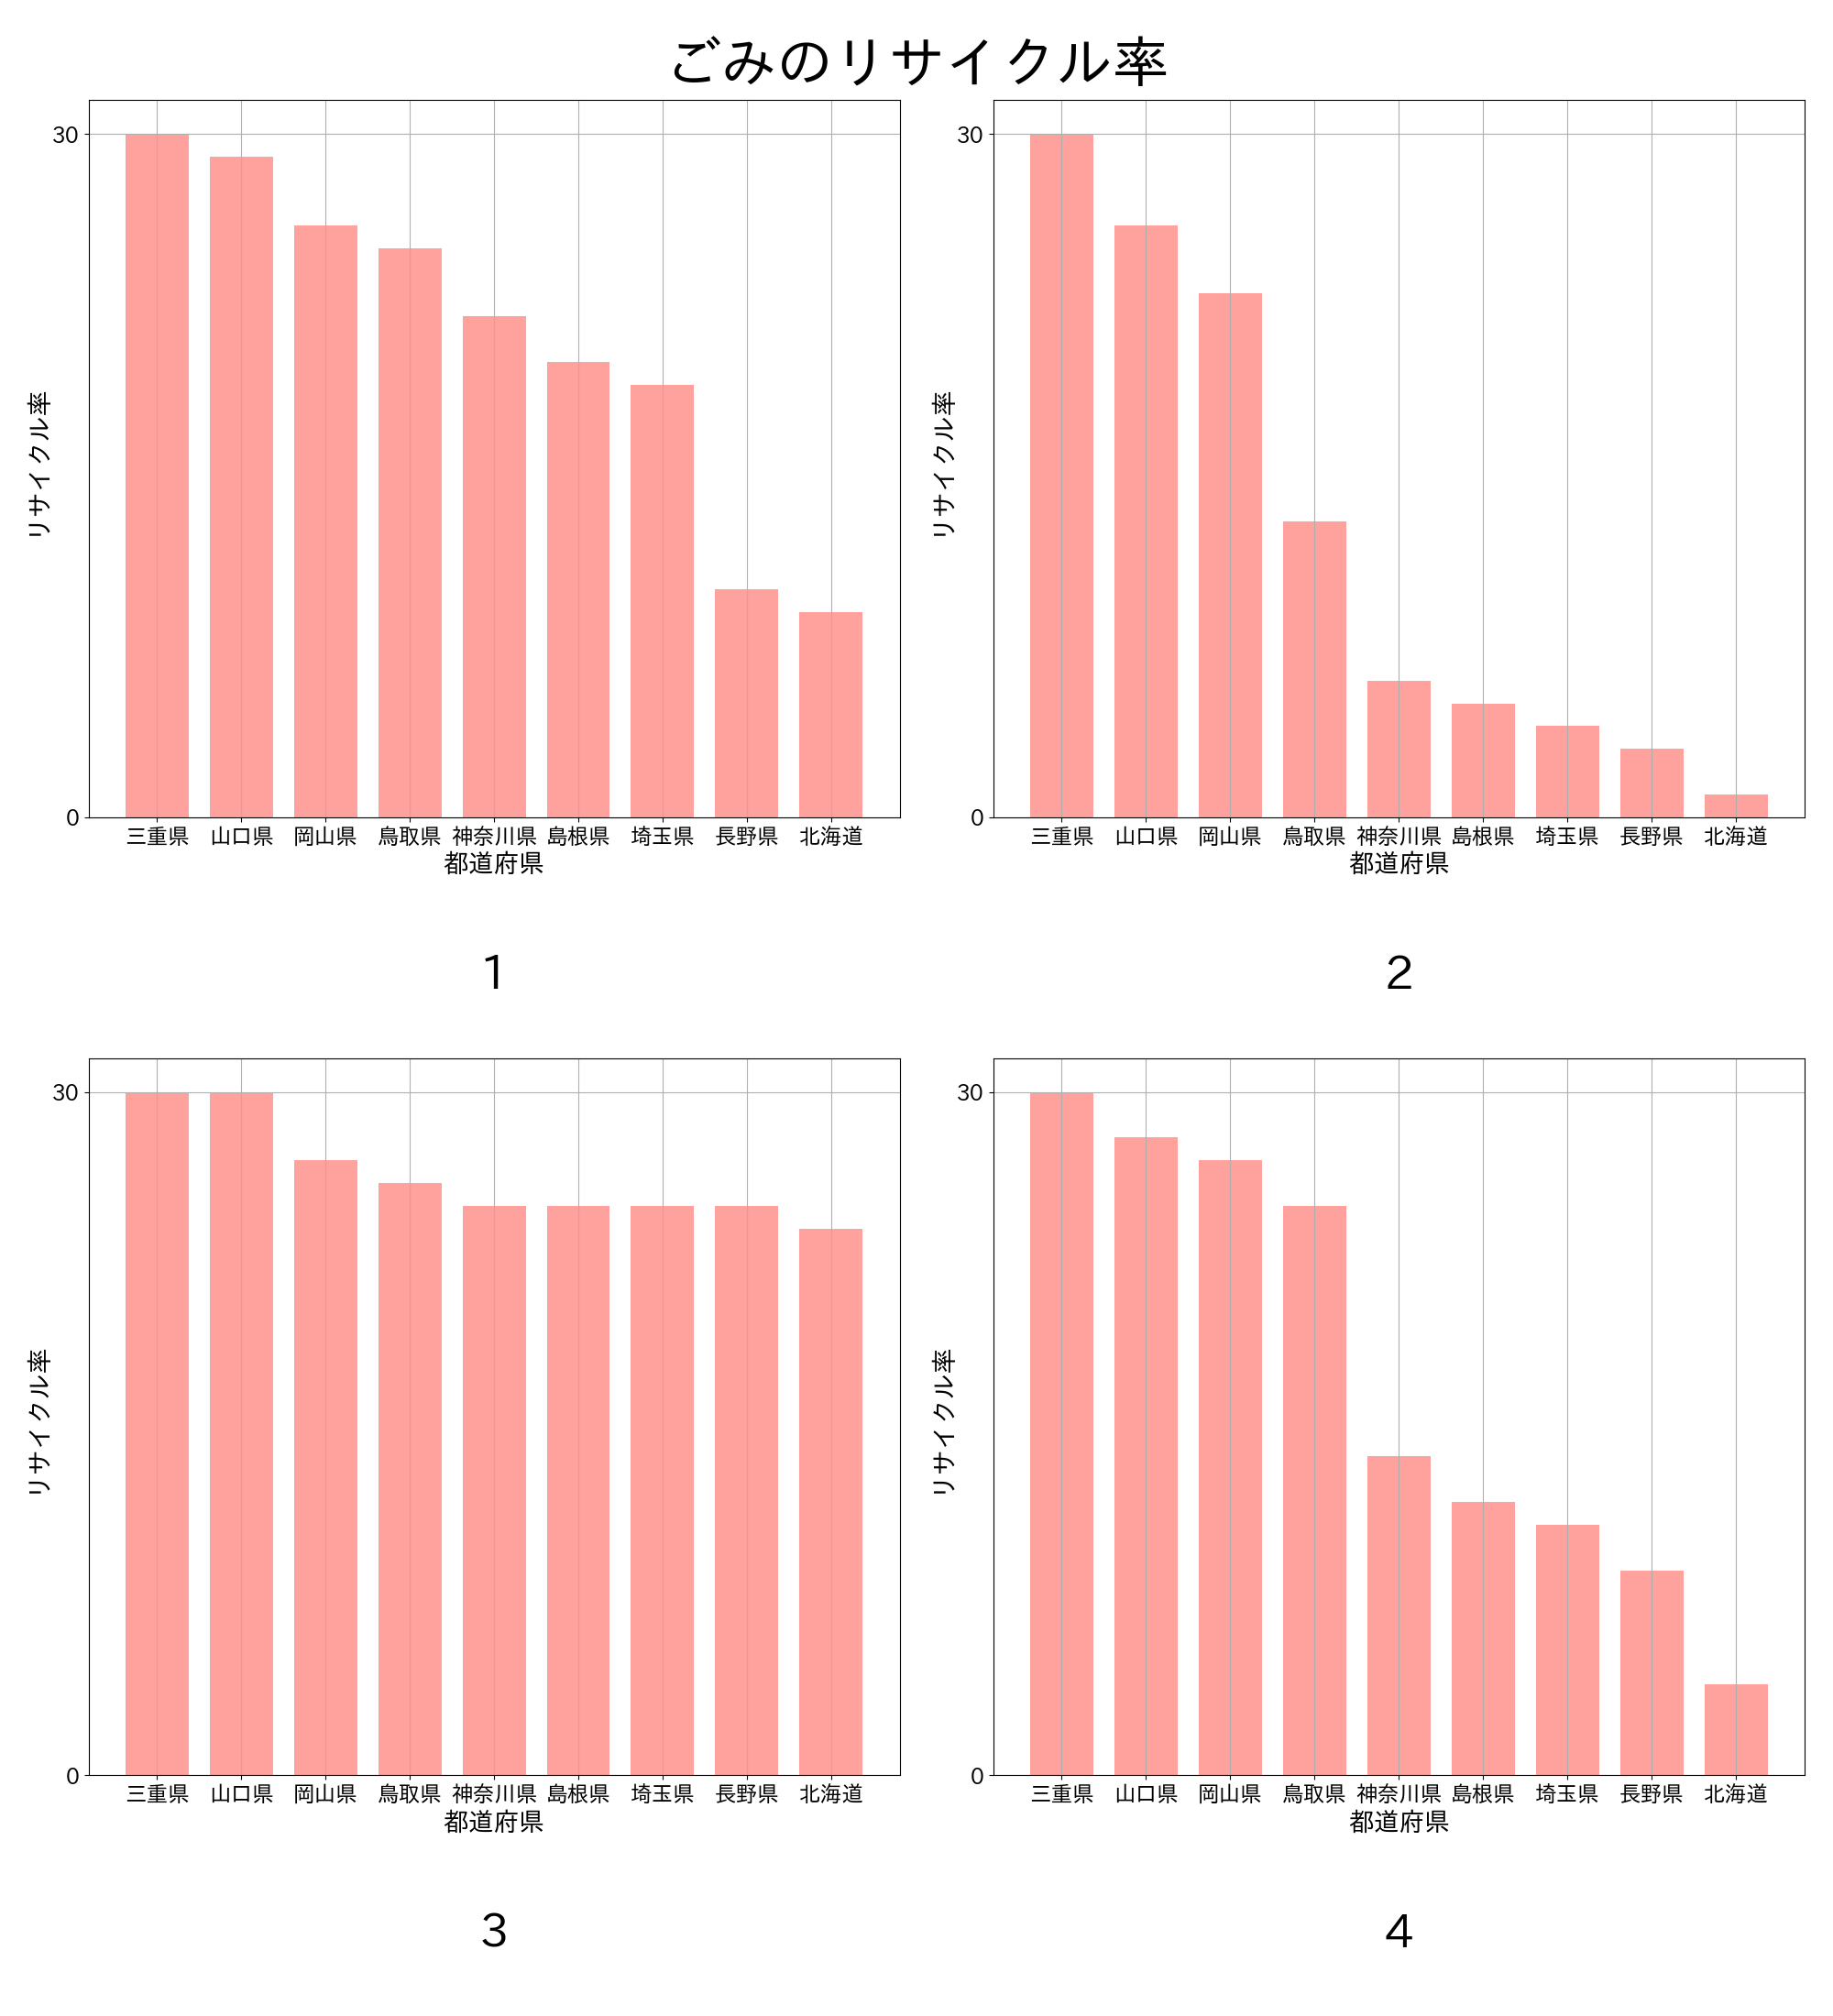 ごみのリサイクル率
30
0
リサイクル率
三重県 山口県 岡山県 鳥取県 神奈川県 島根県 埼玉県 長野県 北海道
都道府県
1
30
0
リサイクル率
三重県 山口県 岡山県 鳥取県 神奈川県 島根県 埼玉県 長野県 北海道
都道府県
2
30
0
リサイクル率
三重県 山口県 岡山県 鳥取県 神奈川県 島根県 埼玉県 長野県 北海道
都道府県
3
30
0
リサイクル率
三重県 山口県 岡山県 鳥取県 神奈川県 島根県 埼玉県 長野県 北海道
都道府県
4